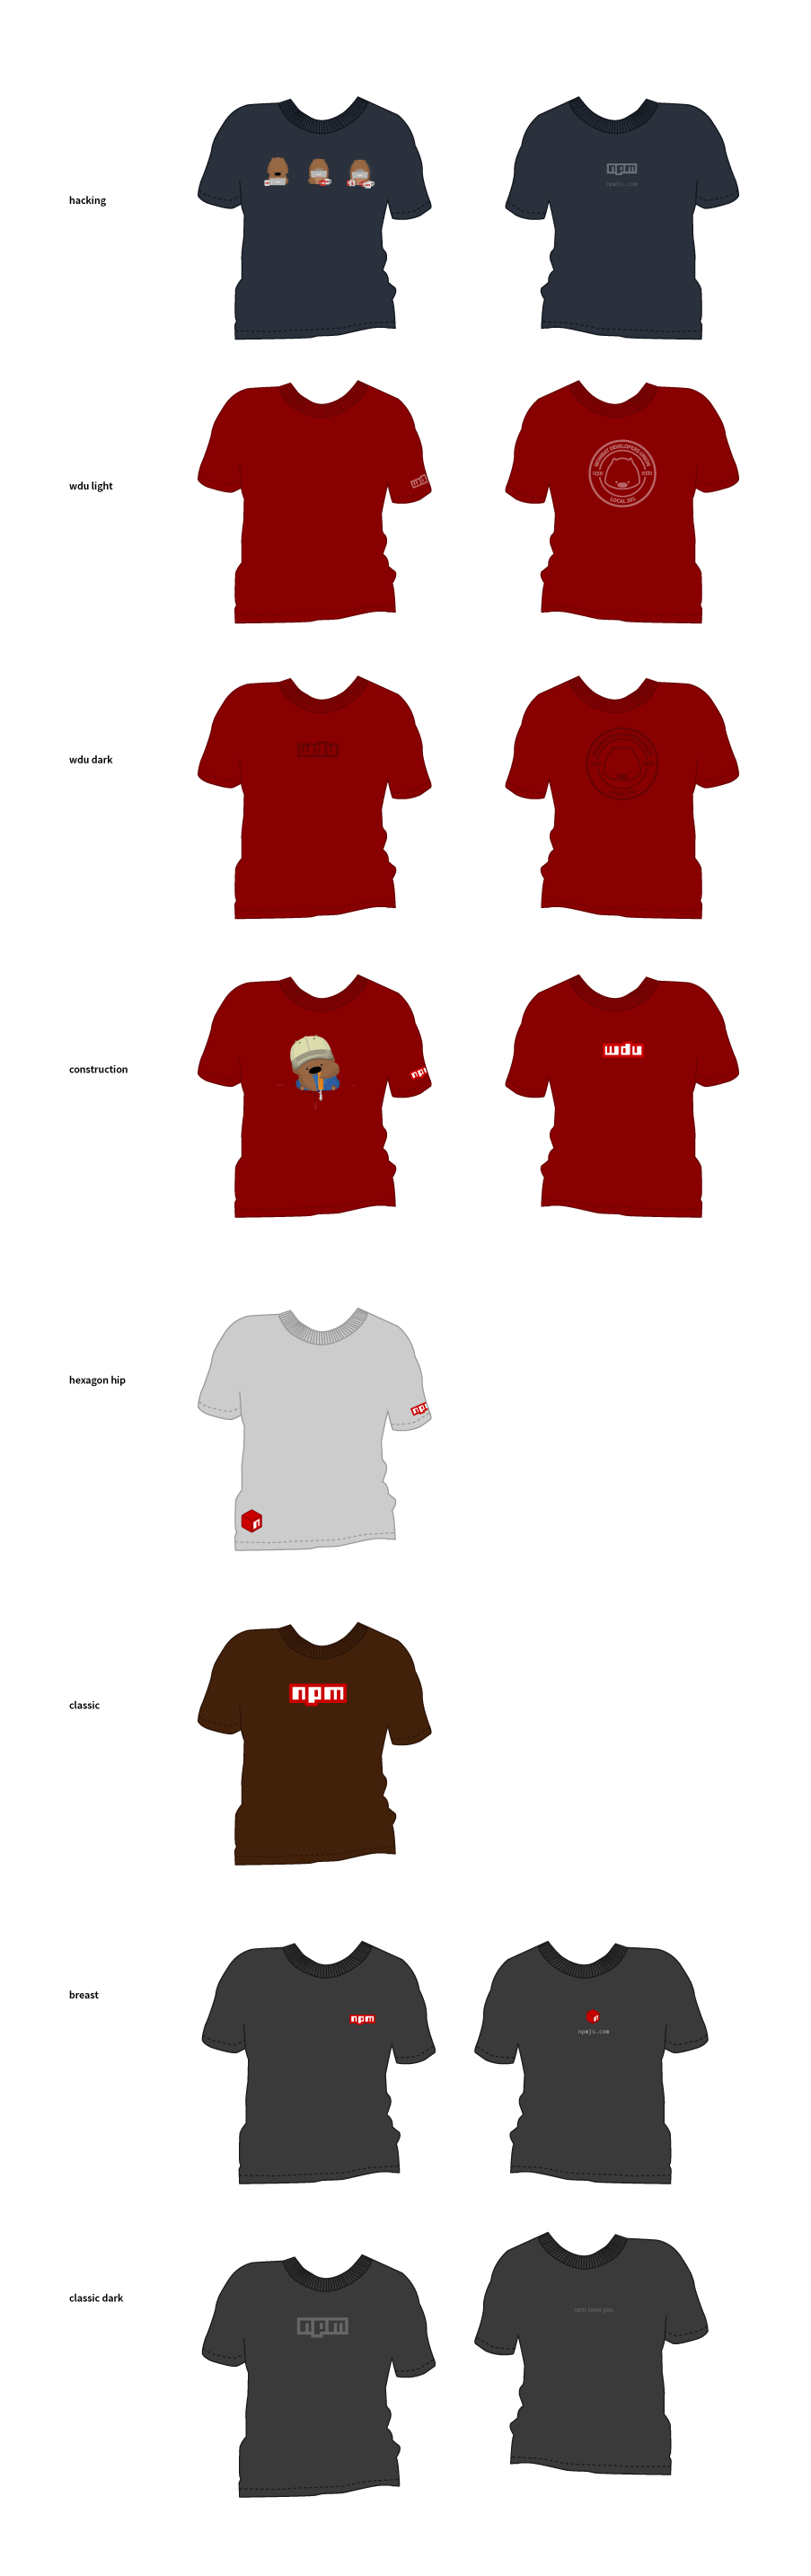 hacking
npm
npmjs.com
wdu light
wdu
WOMBAT DEVELOPERS UNION
LOCAL 201
wdu dark
wdu
construction
npm
wdu
hexagon hip
npm
n
classic
npm
breast
npm
n
npmjs.com
classic dark
npm
npm loves you